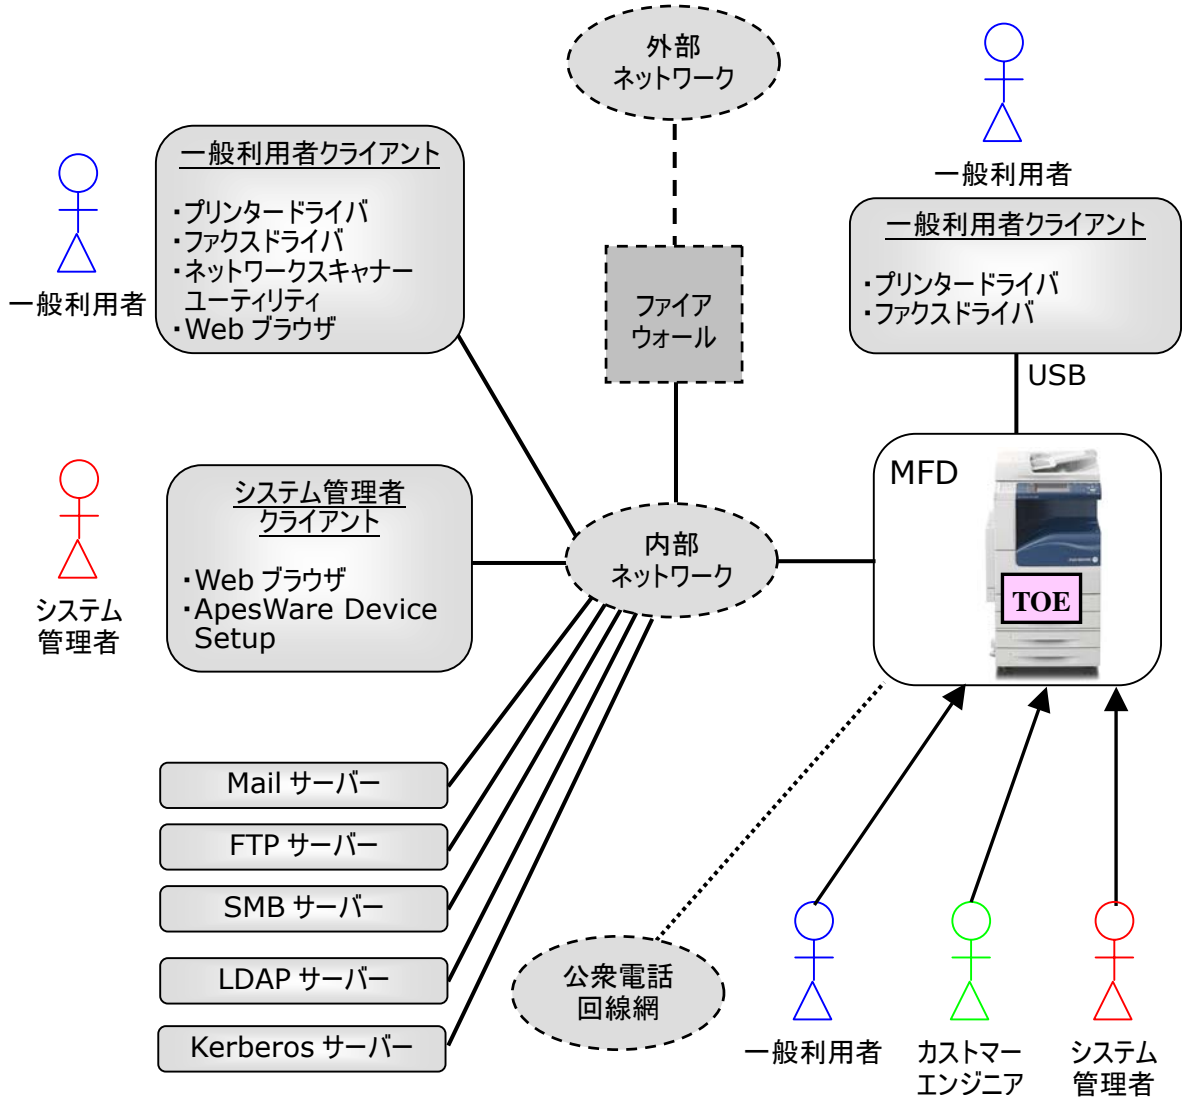 外部
ネットワーク
一般利用者
一般利用者クライアント
・プリンタードライバ
・ファクスドライバ
・ネットワークスキャナー
ユーティリティ
・Web ブラウザ
一般利用者
一般利用者クライアント
・プリンタードライバ
・ファクスドライバ
ファイア
ウォール
USB
MFD
TOE
システム管理者
クライアント
・Web ブラウザ
・ApesWare Device
Setup
システム
管理者
内部
ネットワーク
Mail サーバー
FTP サーバー
SMB サーバー
LDAP サーバー
Kerberos サーバー
公衆電話
回線網
一般利用者
カストマー
エンジニア
システム
管理者